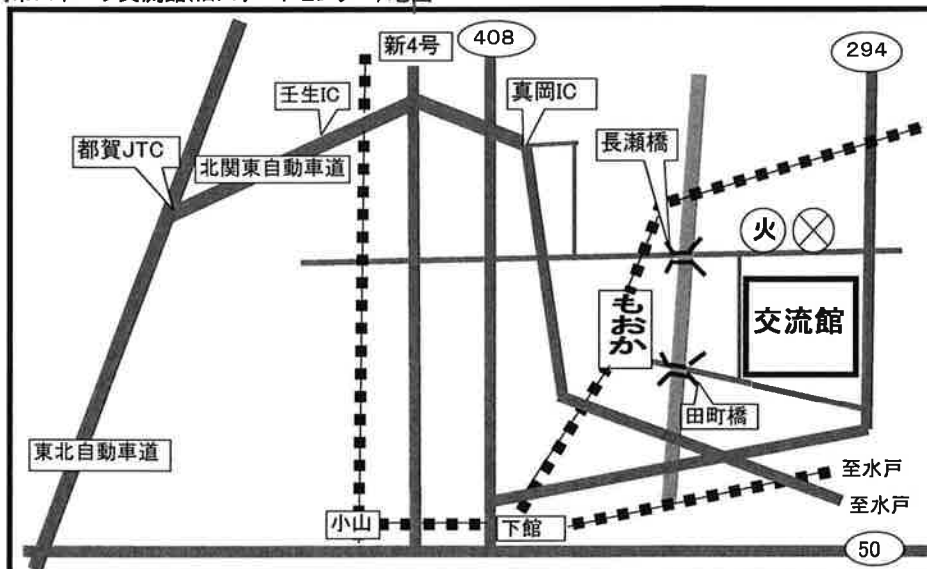 新4号
408
294
壬生IC
真岡IC
長瀬橋
都賀JTC
北関東自動車道
火
もおか
交流館
田町橋
東北自動車道
至水戸
至水戸
小山
下館
50